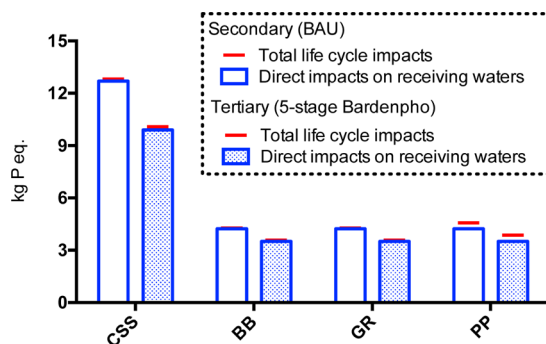 15
12
9
6
3
0
kg P eq.
Secondary (BAU)
Total life cycle impacts
Direct impacts on receiving waters
Tertiary (5-stage Bardenpho)
Total life cycle impacts
Direct impacts on receiving waters
CSS
BB
GR
PP